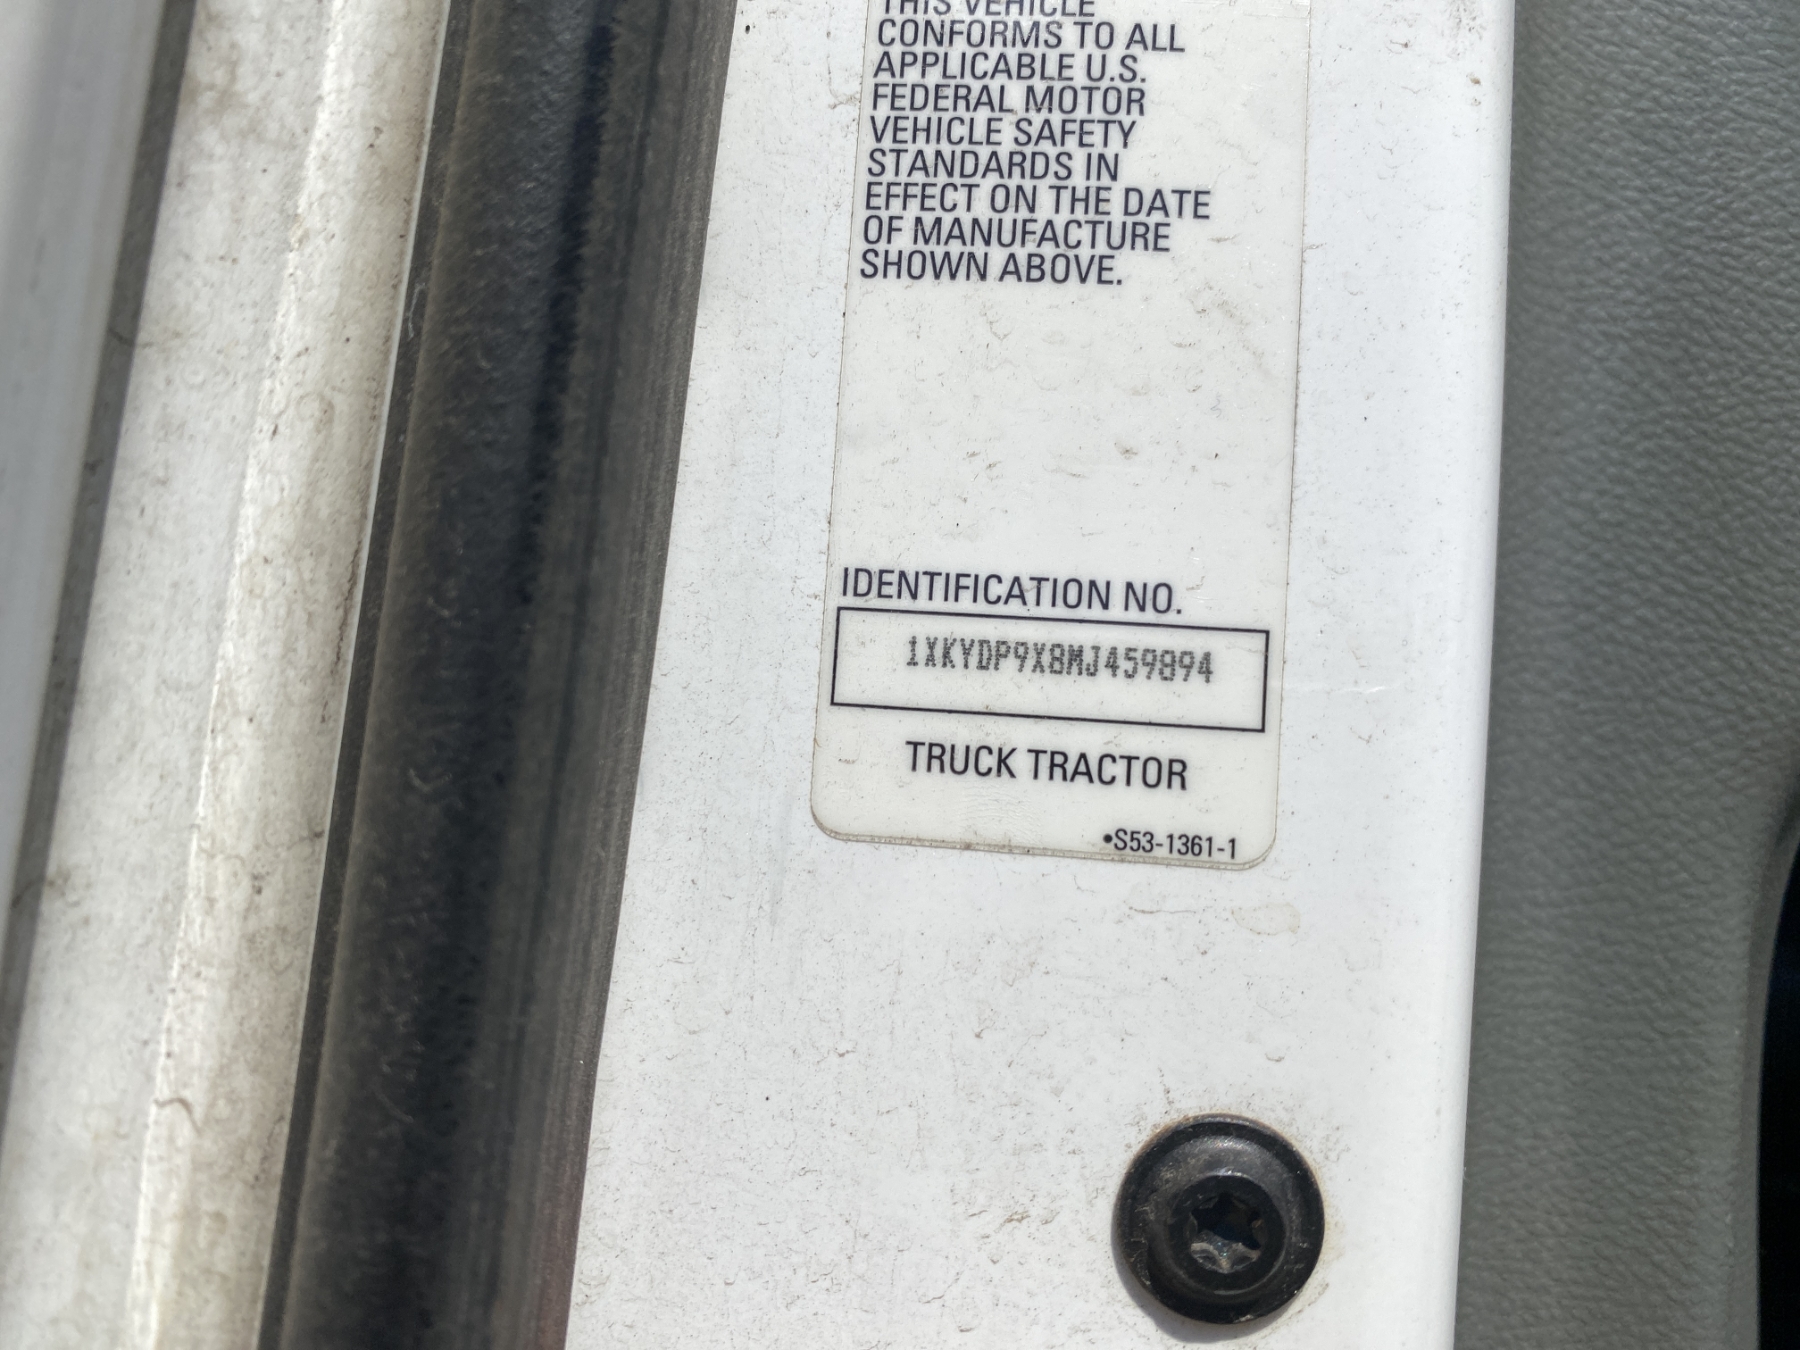 THIS VEHICLE
CONFORMS TO ALL
APPLICABLE U.S.
FEDERAL MOTOR
VEHICLE SAFETY
STANDARDS IN
EFFECT ON THE DATE
OF MANUFACTURE
SHOWN ABOVE.
IDENTIFICATION NO.
1XKYDP9X8MJ459894
TRUCK TRACTOR
•S53-1361-1